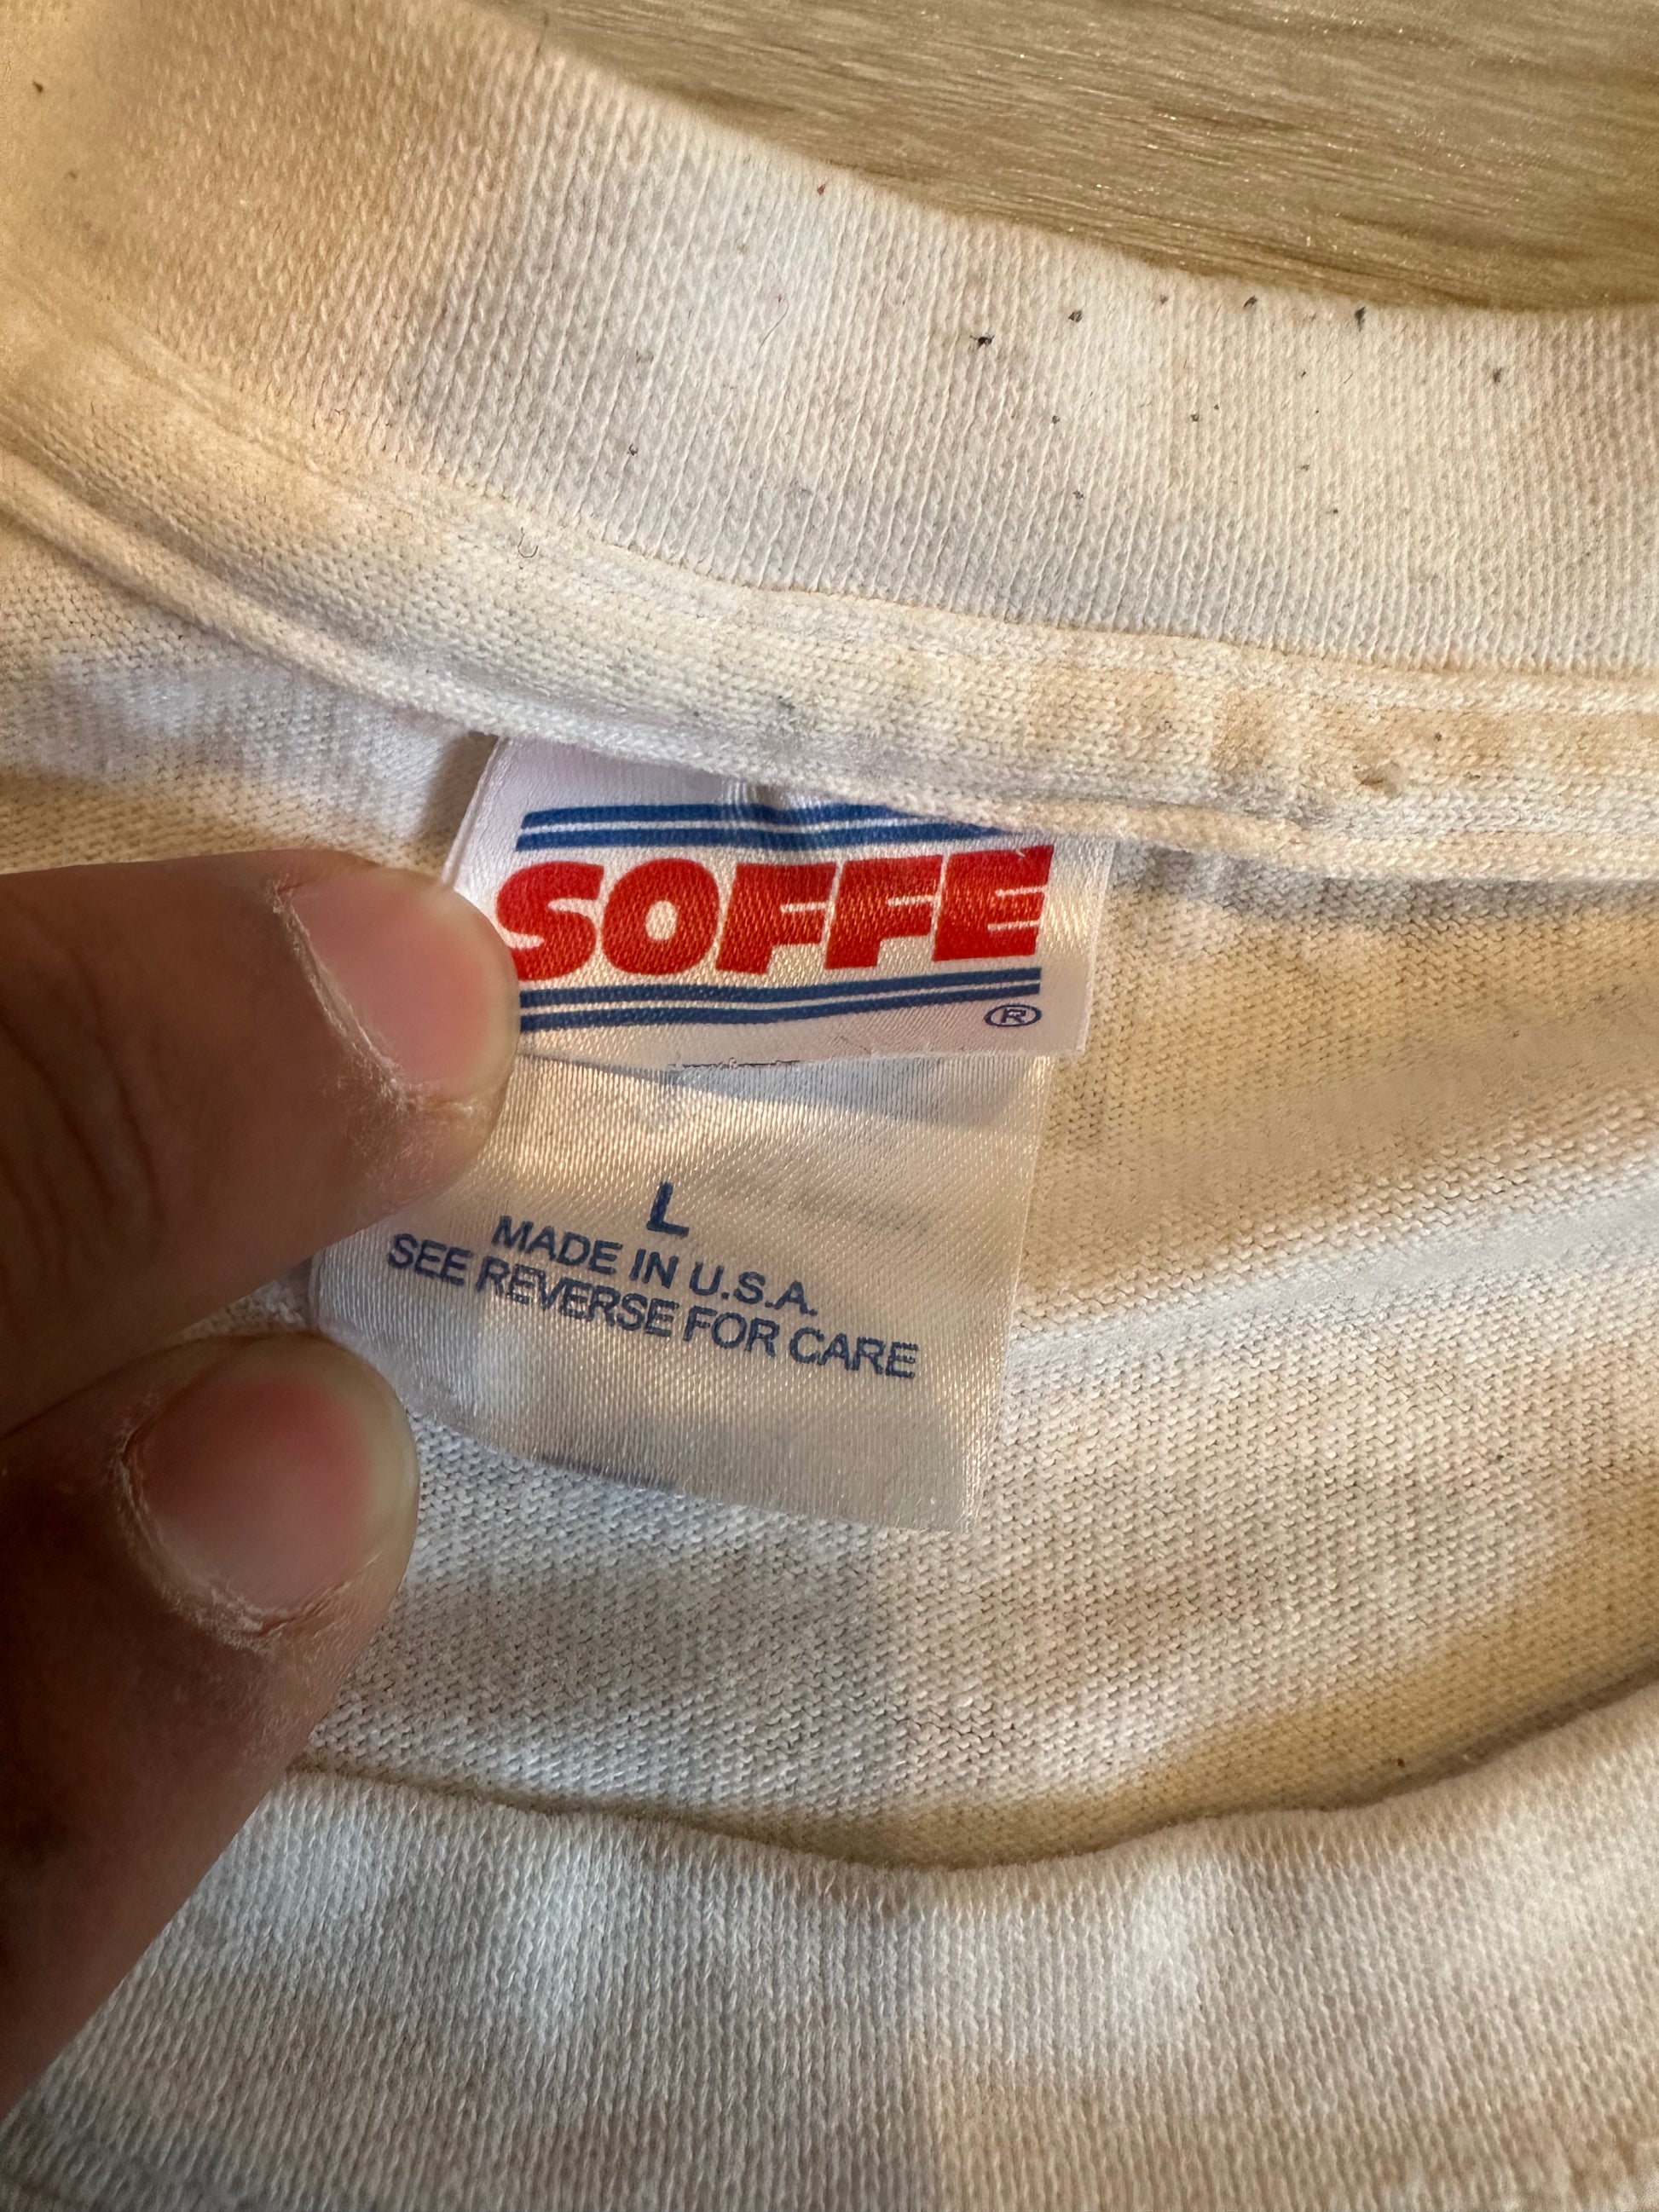 SOFFE
®
L
MADE IN U.S.A.
SEE REVERSE FOR CARE